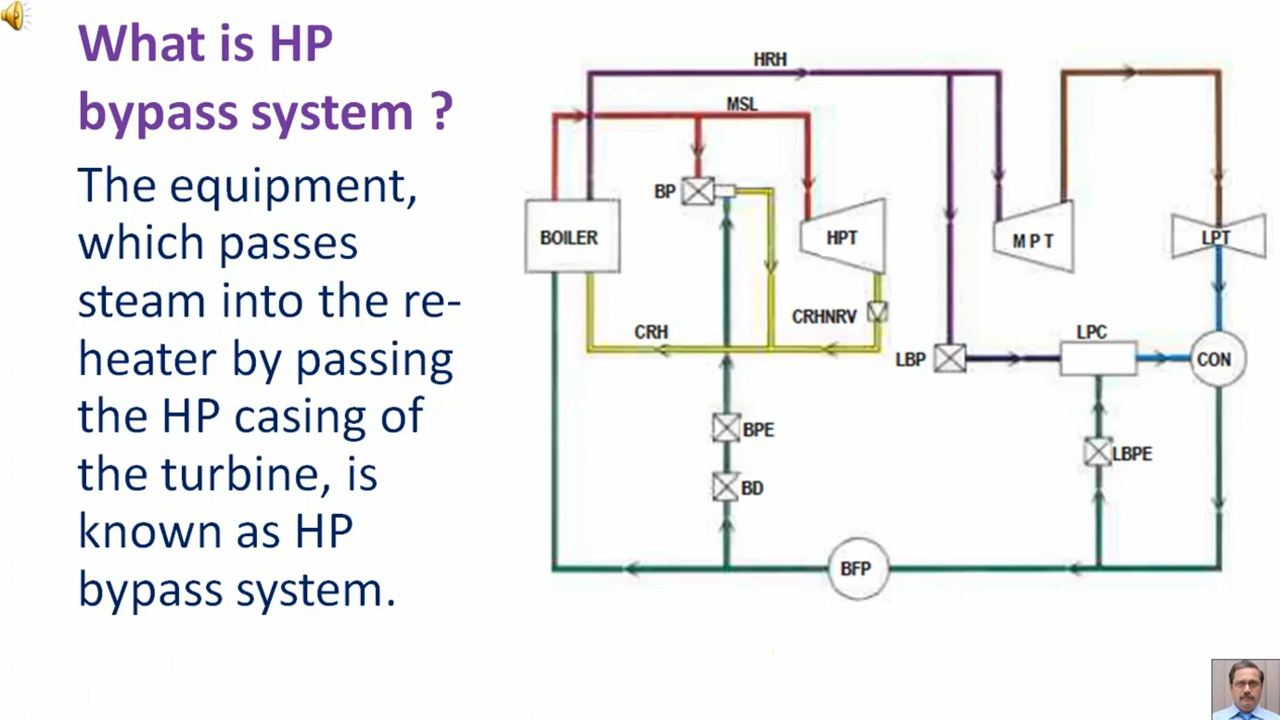 What is HP
bypass system ?
The equipment,
which passes
steam into the re-
heater by passing
the HP casing of
the turbine, is
known as HP
bypass system.
HRH
MSL
BP
BOILER
HPT
M P T
LPT
CRHNRV
CRH
LPC
LBP
CON
BPE
LBPE
BD
BFP